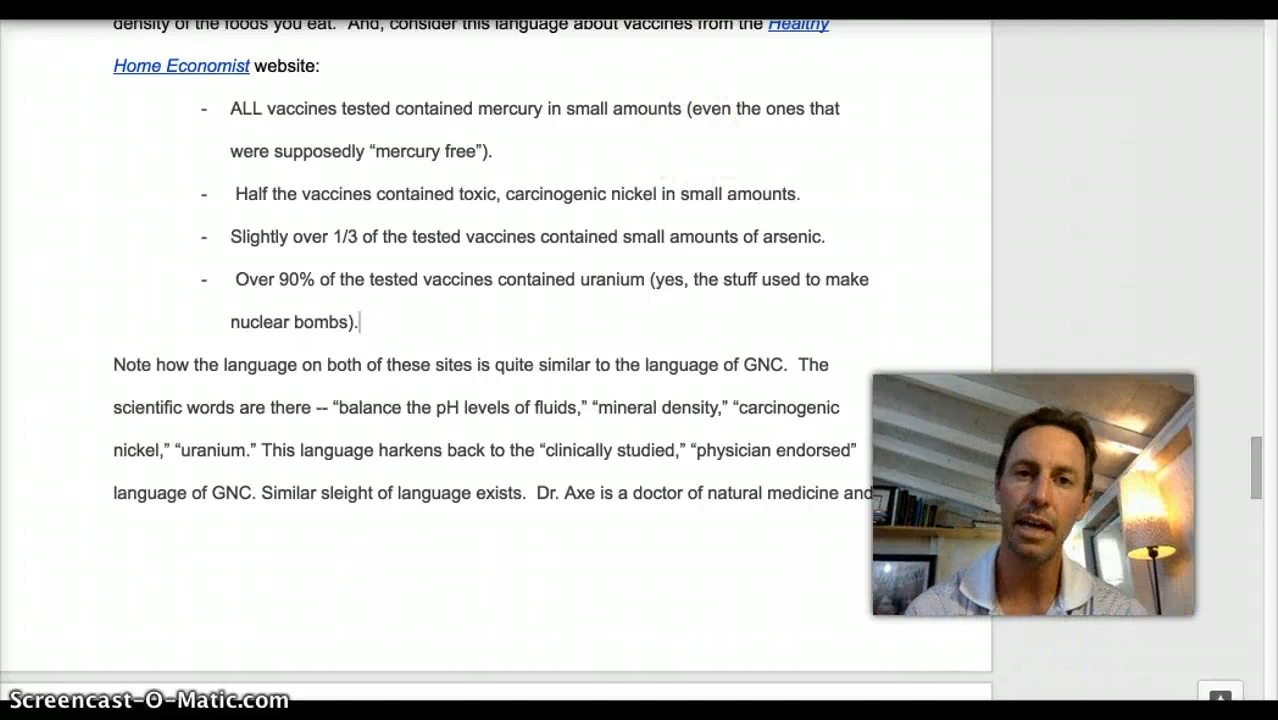 density of the foods you eat.  And, consider this language about vaccines from the Healthy
Home Economist website:
- ALL vaccines tested contained mercury in small amounts (even the ones that
were supposedly “mercury free”).
- Half the vaccines contained toxic, carcinogenic nickel in small amounts.
- Slightly over 1/3 of the tested vaccines contained small amounts of arsenic.
- Over 90% of the tested vaccines contained uranium (yes, the stuff used to make
nuclear bombs).
Note how the language on both of these sites is quite similar to the language of GNC.  The
scientific words are there -- “balance the pH levels of fluids,” “mineral density,” “carcinogenic
nickel,” “uranium.” This language harkens back to the “clinically studied,” “physician endorsed”
language of GNC. Similar sleight of language exists.  Dr. Axe is a doctor of natural medicine and
Screencast-O-Matic.com